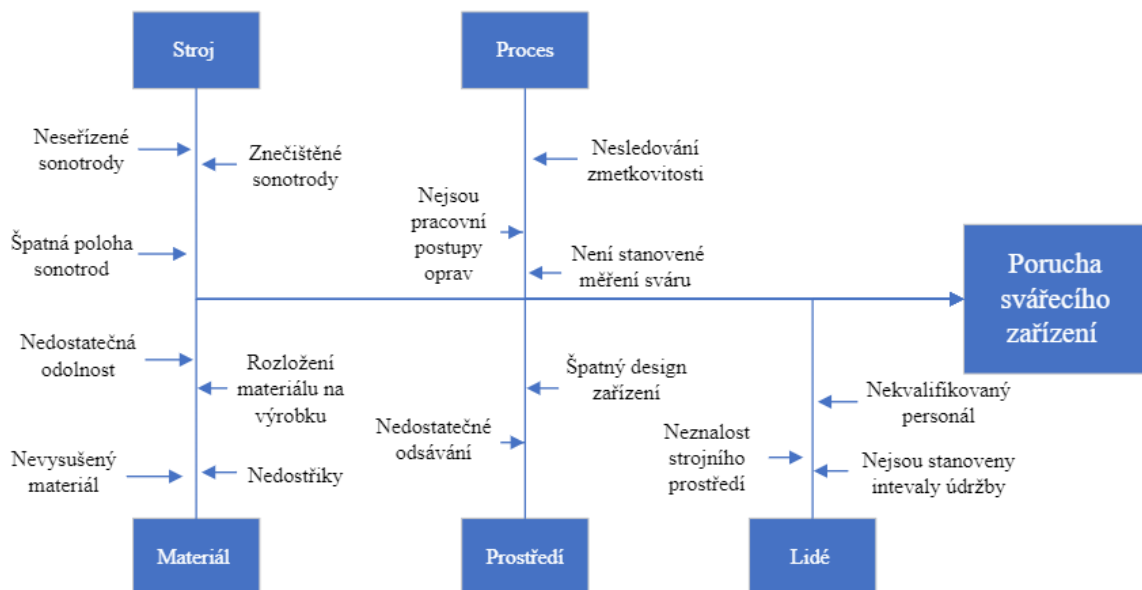 Stroj
Proces
Neseřízené
sonotrody
Znečištěné
sonotrody
Nesledování
zmetkovitosti
Nejsou
pracovní
postupy
oprav
Špatná poloha
sonotrod
Není stanovené
měření sváru
Porucha
svářecího
zařízení
Nedostatečná
odolnost
Rozložení
materiálu na
výrobku
Špatný design
zařízení
Nekvalifikovaný
personál
Nedostatečné
odsávání
Neznalost
strojního
prostředí
Nevysušený
materiál
Nedostřiky
Nejsou stanoveny
intevaly údržby
Materiál
Prostředí
Lidé